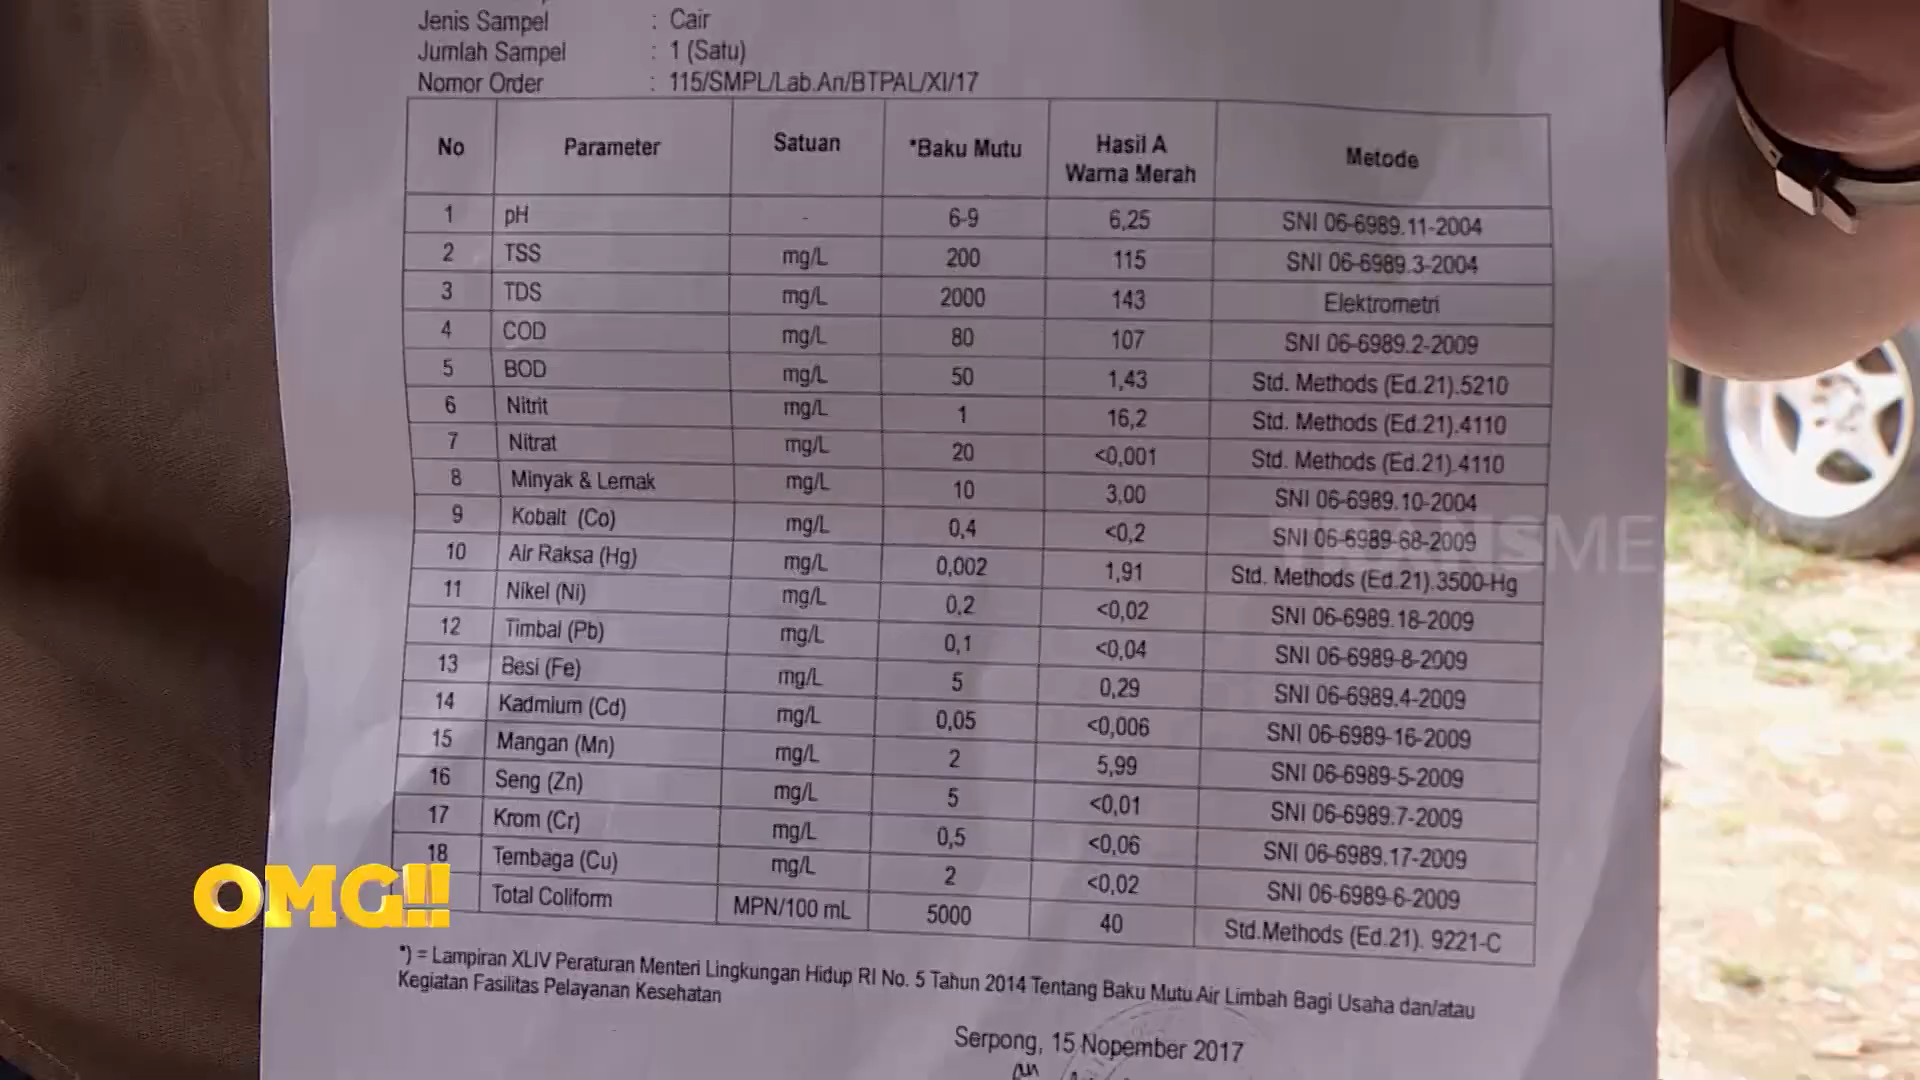 Jenis Sampel : Cair
Jumlah Sampel : 1 (Satu)
Nomor Order : 115/SMPL/Lab.An/BTPAL/XI/17
No Parameter Satuan *Baku Mutu Hasil A Warna Merah Metode
1 pH - 6-9 6,25 SNI 06-6989.11-2004
2 TSS mg/L 200 115 SNI 06-6989.3-2004
3 TDS mg/L 2000 143 Elektrometri
4 COD mg/L 80 107 SNI 06-6989.2-2009
5 BOD mg/L 50 1,43 Std. Methods (Ed.21).5210
6 Nitrit mg/L 1 16,2 Std. Methods (Ed.21).4110
7 Nitrat mg/L 20 <0,001 Std. Methods (Ed.21).4110
8 Minyak & Lemak mg/L 10 3,00 SNI 06-6989.10-2004
9 Kobalt (Co) mg/L 0,4 <0,2 SNI 06-6989-68-2009
10 Air Raksa (Hg) mg/L 0,002 1,91 Std. Methods (Ed.21).3500-Hg
11 Nikel (Ni) mg/L 0,2 <0,02 SNI 06-6989.18-2009
12 Timbal (Pb) mg/L 0,1 <0,04 SNI 06-6989-8-2009
13 Besi (Fe) mg/L 5 0,29 SNI 06-6989.4-2009
14 Kadmium (Cd) mg/L 0,05 <0,006 SNI 06-6989-16-2009
15 Mangan (Mn) mg/L 2 5,99 SNI 06-6989-5-2009
16 Seng (Zn) mg/L 5 <0,01 SNI 06-6989.7-2009
17 Krom (Cr) mg/L 0,5 <0,06 SNI 06-6989.17-2009
18 Tembaga (Cu) mg/L 2 <0,02 SNI 06-6989-6-2009
Total Coliform MPN/100 mL 5000 40 Std.Methods (Ed.21). 9221-C
*) = Lampiran XLIV Peraturan Menteri Lingkungan Hidup RI No. 5 Tahun 2014 Tentang Baku Mutu Air Limbah Bagi Usaha dan/atau
Kegiatan Fasilitas Pelayanan Kesehatan
Serpong, 15 Nopember 2017
OMG!!